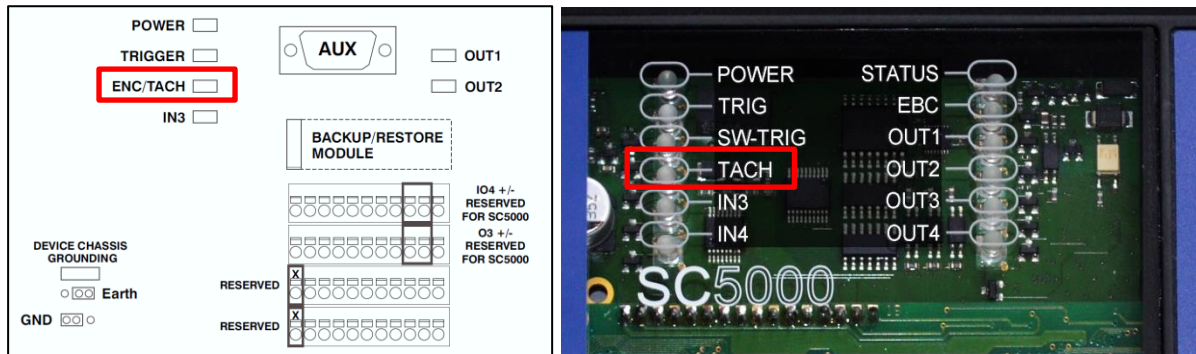 POWER
TRIGGER
ENC/TACH
IN3
AUX
OUT1
OUT2
BACKUP/RESTORE
MODULE
IO4 +/-
RESERVED
FOR SC5000
O3 +/-
RESERVED
FOR SC5000
DEVICE CHASSIS
GROUNDING
Earth
GND
X
RESERVED
X
RESERVED
POWER
TRIG
SW-TRIG
TACH
IN3
IN4
STATUS
EBC
OUT1
OUT2
OUT3
OUT4
SC5000